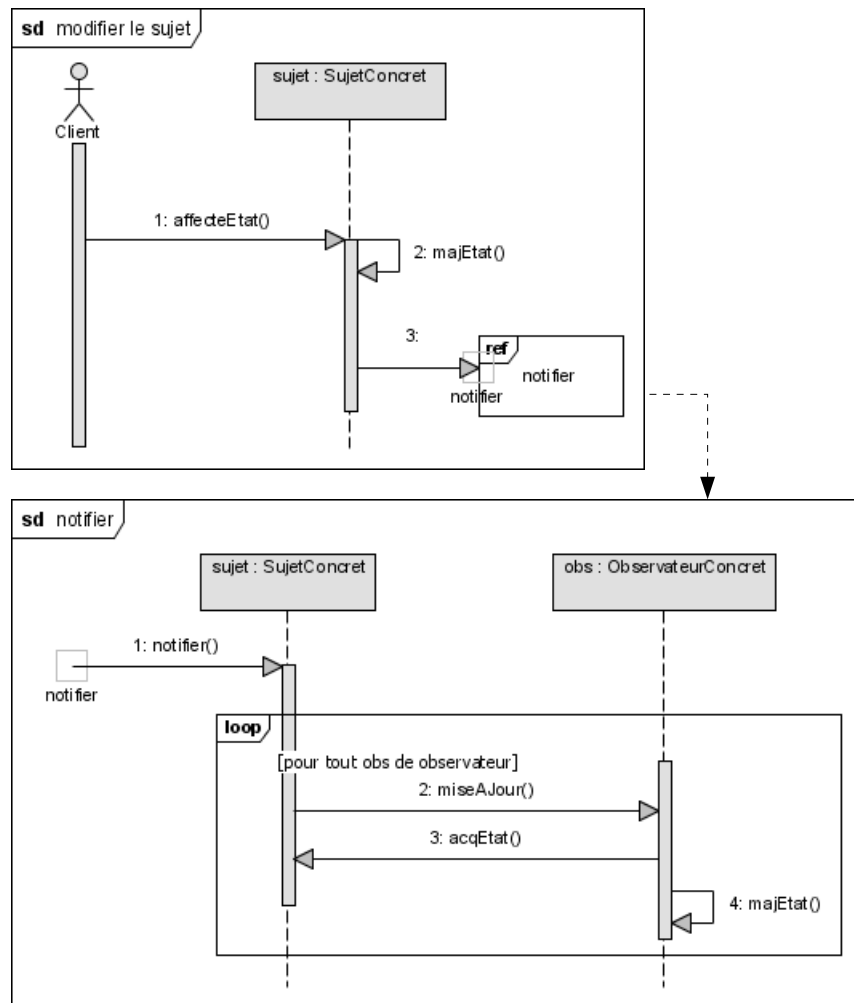 sd modifier le sujet
sujet : SujetConcret
Client
1: affecteEtat()
2: majEtat()
3:
ref
notifier
notifier
sd notifier
sujet : SujetConcret
obs : ObservateurConcret
1: notifier()
notifier
loop
[pour tout obs de observateur]
2: miseAJour()
3: acqEtat()
4: majEtat()